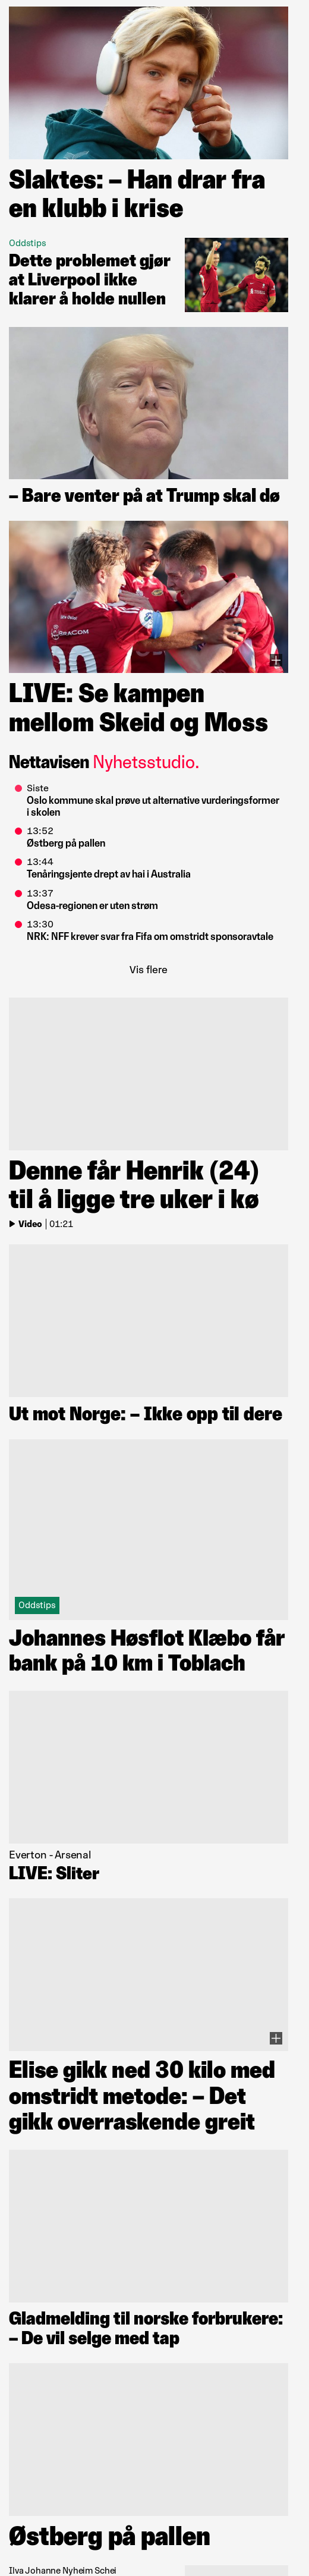 Slaktes: – Han drar fra
en klubb i krise
Oddstips
Dette problemet gjør
at Liverpool ikke
klarer å holde nullen
– Bare venter på at Trump skal dø
LIVE: Se kampen
mellom Skeid og Moss
Nettavisen Nyhetsstudio.
Siste
Oslo kommune skal prøve ut alternative vurderingsformer
i skolen
13:52
Østberg på pallen
13:44
Tenåringsjente drept av hai i Australia
13:37
Odesa-regionen er uten strøm
13:30
NRK: NFF krever svar fra Fifa om omstridt sponsoravtale
Vis flere
Denne får Henrik (24)
til å ligge tre uker i kø
Video | 01:21
Ut mot Norge: – Ikke opp til dere
Oddstips
Johannes Høsflot Klæbo får
bank på 10 km i Toblach
Everton - Arsenal
LIVE: Sliter
Elise gikk ned 30 kilo med
omstridt metode: – Det
gikk overraskende greit
Gladmelding til norske forbrukere:
– De vil selge med tap
Østberg på pallen
Ilva Johanne Nyheim Schei